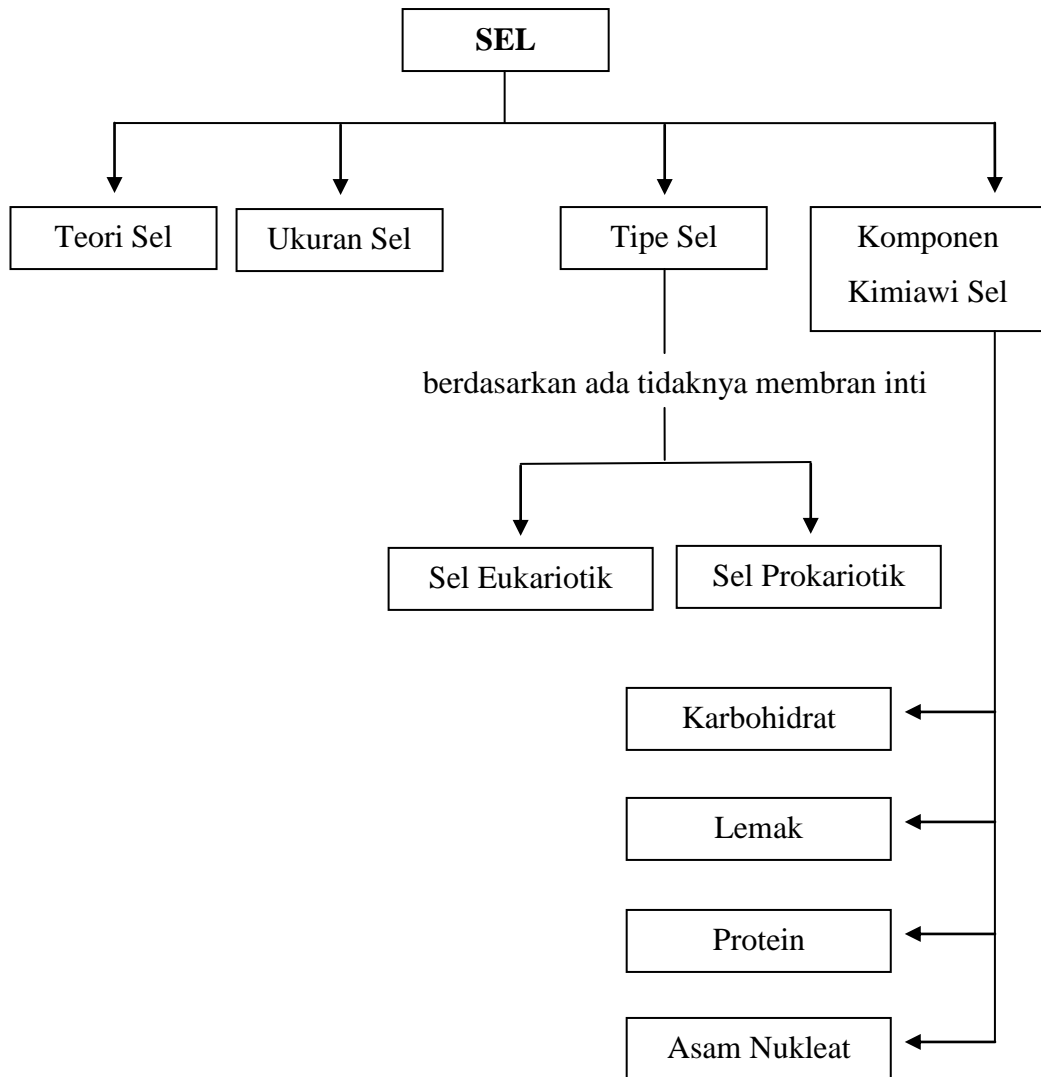 SEL
Teori Sel
Ukuran Sel
Tipe Sel
Komponen
Kimiawi Sel
berdasarkan ada tidaknya membran inti
Sel Eukariotik
Sel Prokariotik
Karbohidrat
Lemak
Protein
Asam Nukleat